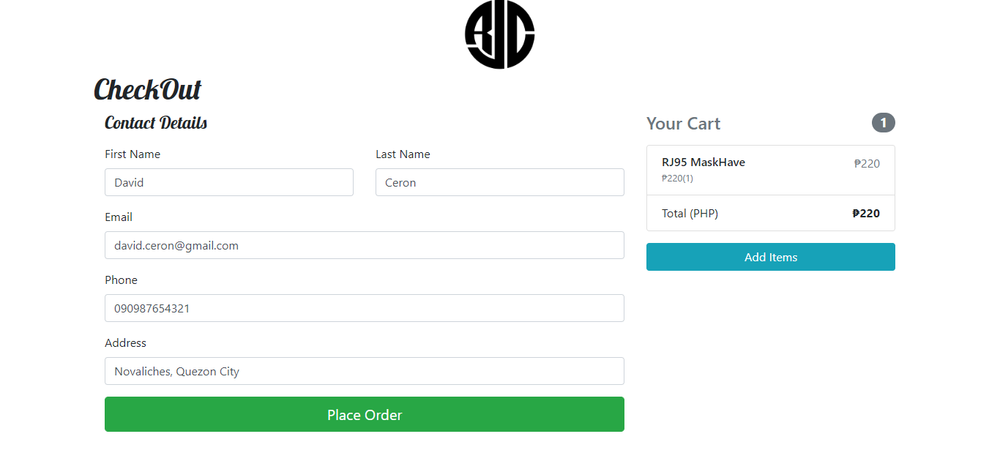 RJC
CheckOut
Contact Details
First Name
Last Name
David
Ceron
Email
david.ceron@gmail.com
Phone
090987654321
Address
Novaliches, Quezon City
Place Order
Your Cart
1
RJ95 MaskHave
₱220
₱220(1)
Total (PHP)
₱220
Add Items